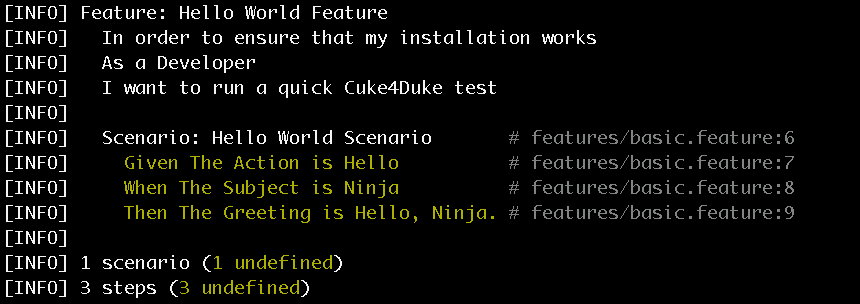 [INFO] Feature: Hello World Feature
[INFO]   In order to ensure that my installation works
[INFO]   As a Developer
[INFO]   I want to run a quick Cuke4Duke test
[INFO]
[INFO]   Scenario: Hello World Scenario       # features/basic.feature:6
[INFO]     Given The Action is Hello          # features/basic.feature:7
[INFO]     When The Subject is Ninja          # features/basic.feature:8
[INFO]     Then The Greeting is Hello, Ninja. # features/basic.feature:9
[INFO]
[INFO] 1 scenario (1 undefined)
[INFO] 3 steps (3 undefined)